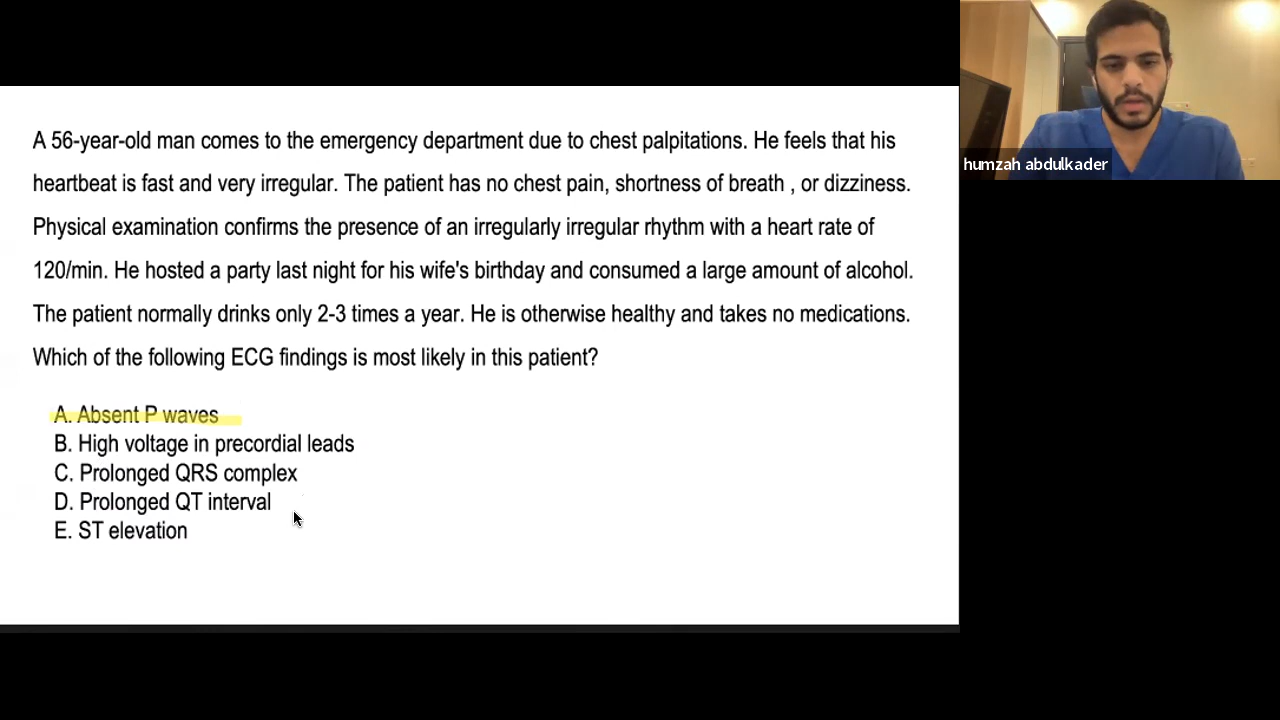 A 56-year-old man comes to the emergency department due to chest palpitations. He feels that his
heartbeat is fast and very irregular. The patient has no chest pain, shortness of breath , or dizziness.
Physical examination confirms the presence of an irregularly irregular rhythm with a heart rate of
120/min. He hosted a party last night for his wife's birthday and consumed a large amount of alcohol.
The patient normally drinks only 2-3 times a year. He is otherwise healthy and takes no medications.
Which of the following ECG findings is most likely in this patient?
A. Absent P waves
B. High voltage in precordial leads
C. Prolonged QRS complex
D. Prolonged QT interval
E. ST elevation
humzah abdulkader